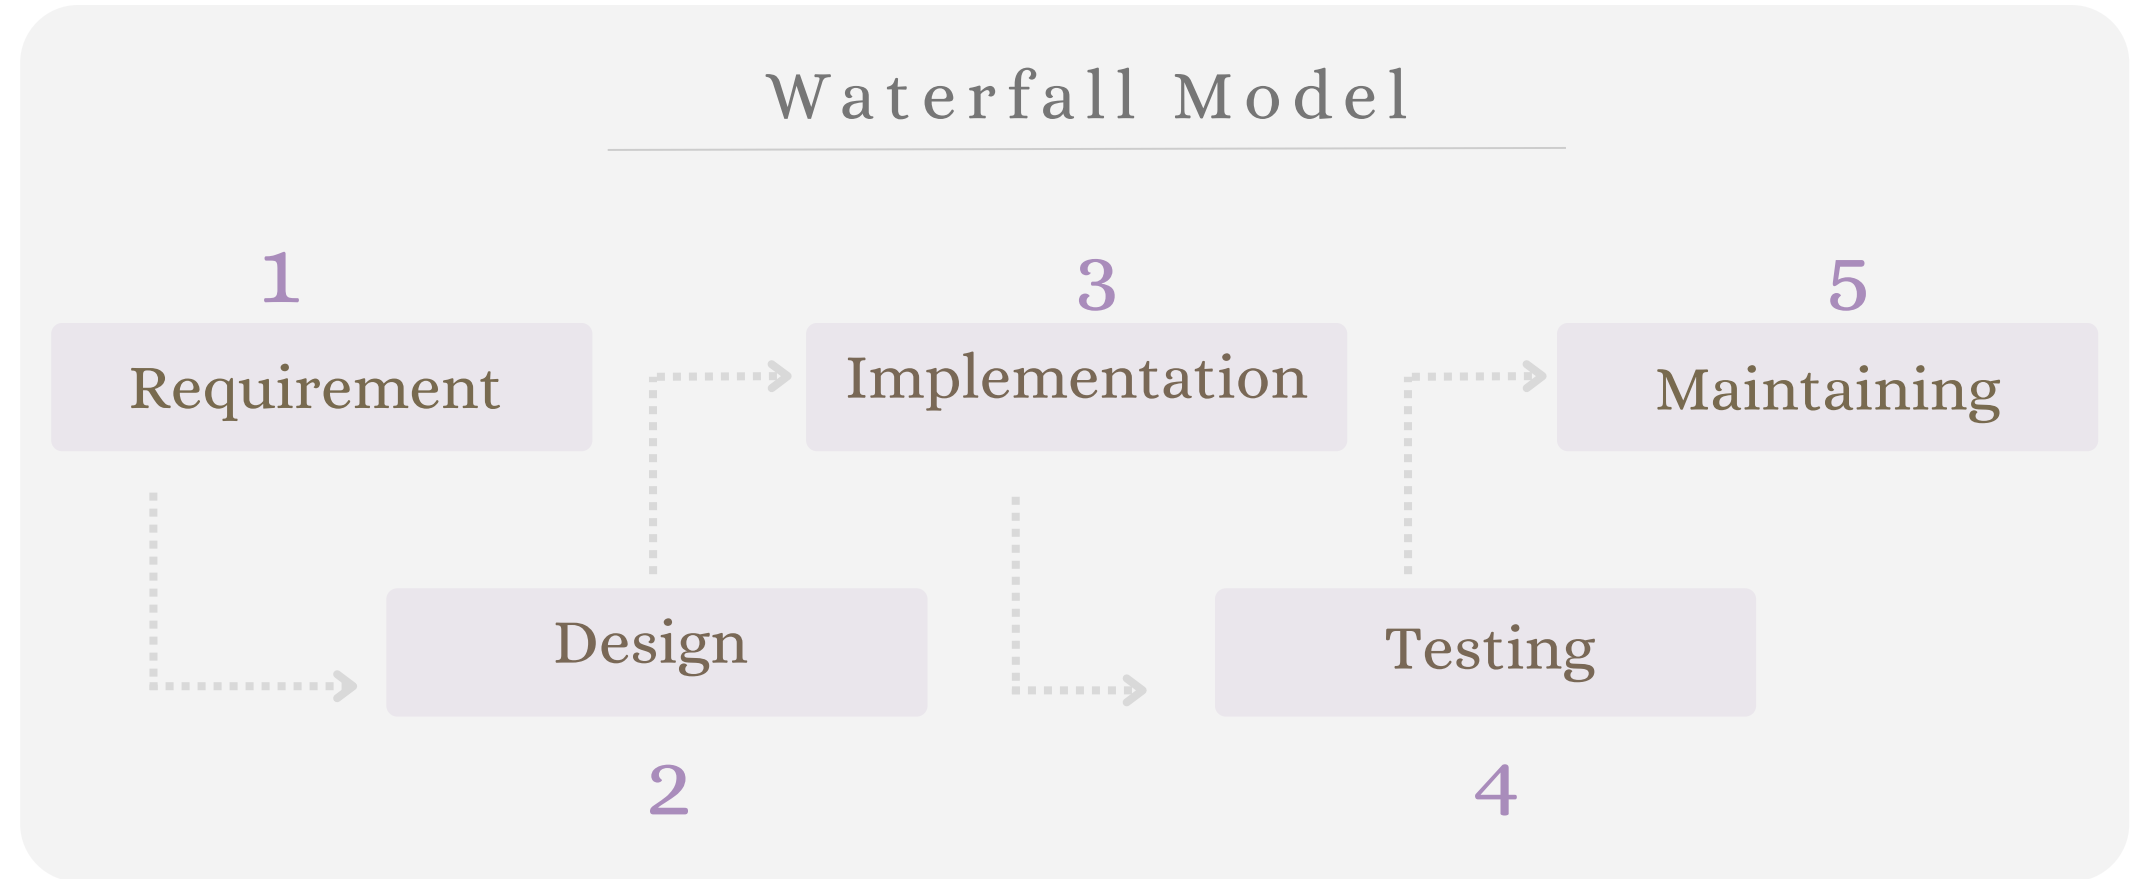 Waterfall Model
1
Requirement
2
Design
3
Implementation
4
Testing
5
Maintaining